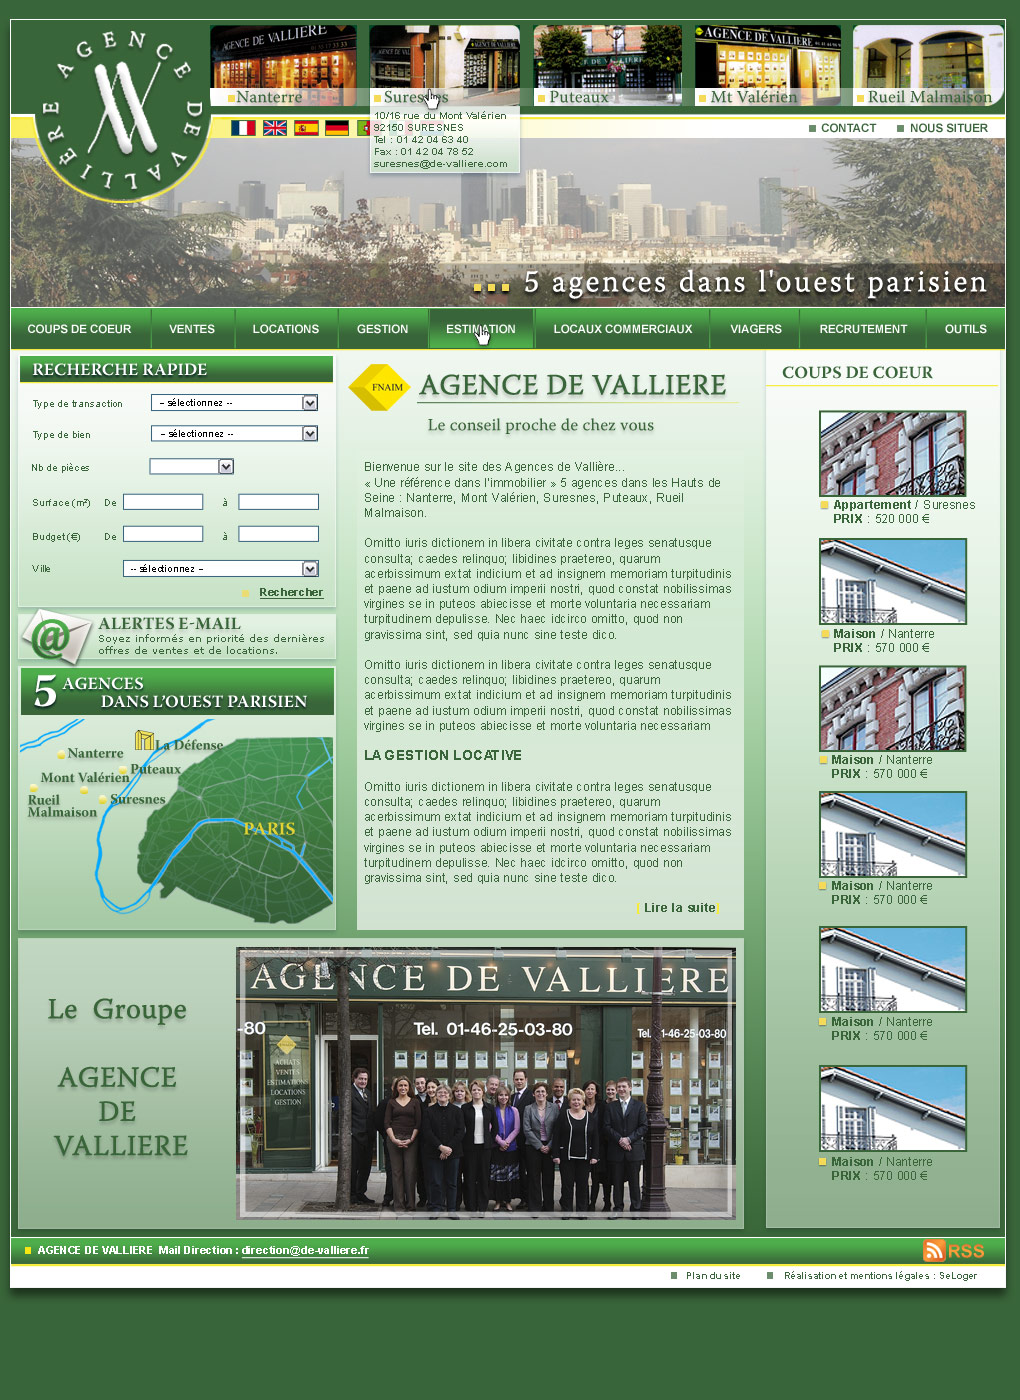 AGENCE DE VALLIERE
AGENCE DE VALLIERE
AGENCE DE VALLIERE
Nanterre
Suresnes
Puteaux
Mt Valérien
Rueil Malmaison
10/16 rue du Mont Valérien
92150 SURESNES
Tel : 01 42 04 63 40
Fax : 01 42 04 78 52
suresnes@de-valliere.com
CONTACT
NOUS SITUER
... 5 agences dans l'ouest parisien
COUPS DE COEUR
VENTES
LOCATIONS
GESTION
ESTIMATION
LOCAUX COMMERCIAUX
VIAGERS
RECRUTEMENT
OUTILS
RECHERCHE RAPIDE
Type de transaction
-- sélectionnez --
Type de bien
-- sélectionnez --
Nb de pièces
Surface (m²) De à
Budget (€) De à
Ville
-- sélectionnez --
Rechercher
ALERTES E-MAIL
Soyez informés en priorité des dernières
offres de ventes et de locations.
5 AGENCES
DANS L'OUEST PARISIEN
La Défense
Nanterre
Puteaux
Mont Valérien
Suresnes
Rueil
Malmaison
PARIS
FNAIM
AGENCE DE VALLIERE
Le conseil proche de chez vous
Bienvenue sur le site des Agences de Vallière...
« Une référence dans l'immobilier » 5 agences dans les Hauts de
Seine : Nanterre, Mont Valérien, Suresnes, Puteaux, Rueil
Malmaison.
Omitto iuris dictionem in libera civitate contra leges senatusque
consulta; caedes relinquo; libidines praetereo, quarum
acerbissimum extat indicium et ad insignem memoriam turpitudinis
et paene ad iustum odium imperii nostri, quod constat nobilissimas
virgines se in puteos abiecisse et morte voluntaria necessariam
turpitudinem depulisse. Nec haec idcirco omitto, quod non
gravissima sint, sed quia nunc sine teste dico.
Omitto iuris dictionem in libera civitate contra leges senatusque
consulta; caedes relinquo; libidines praetereo, quarum
acerbissimum extat indicium et ad insignem memoriam turpitudinis
et paene ad iustum odium imperii nostri, quod constat nobilissimas
virgines se in puteos abiecisse et morte voluntaria necessariam
LA GESTION LOCATIVE
Omitto iuris dictionem in libera civitate contra leges senatusque
consulta; caedes relinquo; libidines praetereo, quarum
acerbissimum extat indicium et ad insignem memoriam turpitudinis
et paene ad iustum odium imperii nostri, quod constat nobilissimas
virgines se in puteos abiecisse et morte voluntaria necessariam
turpitudinem depulisse. Nec haec idcirco omitto, quod non
gravissima sint, sed quia nunc sine teste dico.
Lire la suite
COUPS DE COEUR
Appartement / Suresnes
PRIX : 520 000 €
Maison / Nanterre
PRIX : 570 000 €
Maison / Nanterre
PRIX : 570 000 €
Maison / Nanterre
PRIX : 570 000 €
Maison / Nanterre
PRIX : 570 000 €
Maison / Nanterre
PRIX : 570 000 €
Le Groupe
AGENCE
DE
VALLIERE
AGENCE DE VALLIERE
-80
Tel. 01-46-25-03-80
Tel. 01-46-25-03-80
ACHATS
VENTES
ESTIMATIONS
LOCATIONS
GESTION
AGENCE DE VALLIERE Mail Direction : direction@de-valliere.fr
RSS
Plan du site
Réalisation et mentions légales : SeLoger